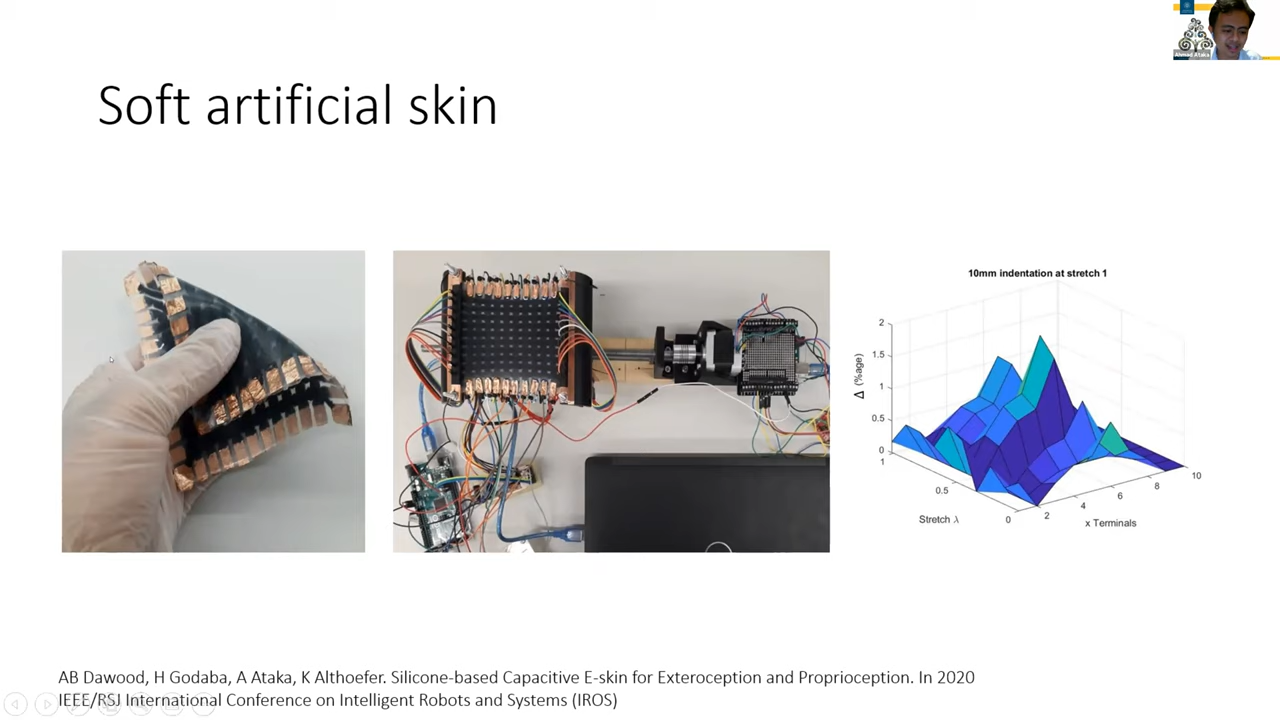 Ahmad Ataka
Soft artificial skin
10mm indentation at stretch 1
2
1.5
1
0.5
0
Δ (%age)
1
0.5
0
Stretch λ
2
4
6
8
10
x Terminals
AB Dawood, H Godaba, A Ataka, K Althoefer. Silicone-based Capacitive E-skin for Exteroception and Proprioception. In 2020
IEEE/RSJ International Conference on Intelligent Robots and Systems (IROS)